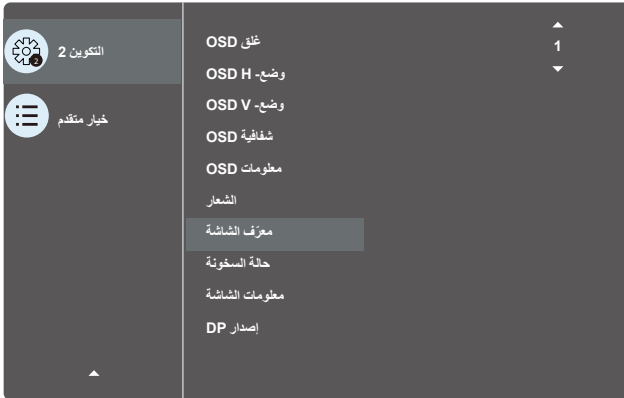 التكوين 2
2
خيار متقدم
غلق OSD
وضع- OSD H
وضع- OSD V
شفافية OSD
معلومات OSD
الشعار
معرّف الشاشة
حالة السخونة
معلومات الشاشة
إصدار DP
1